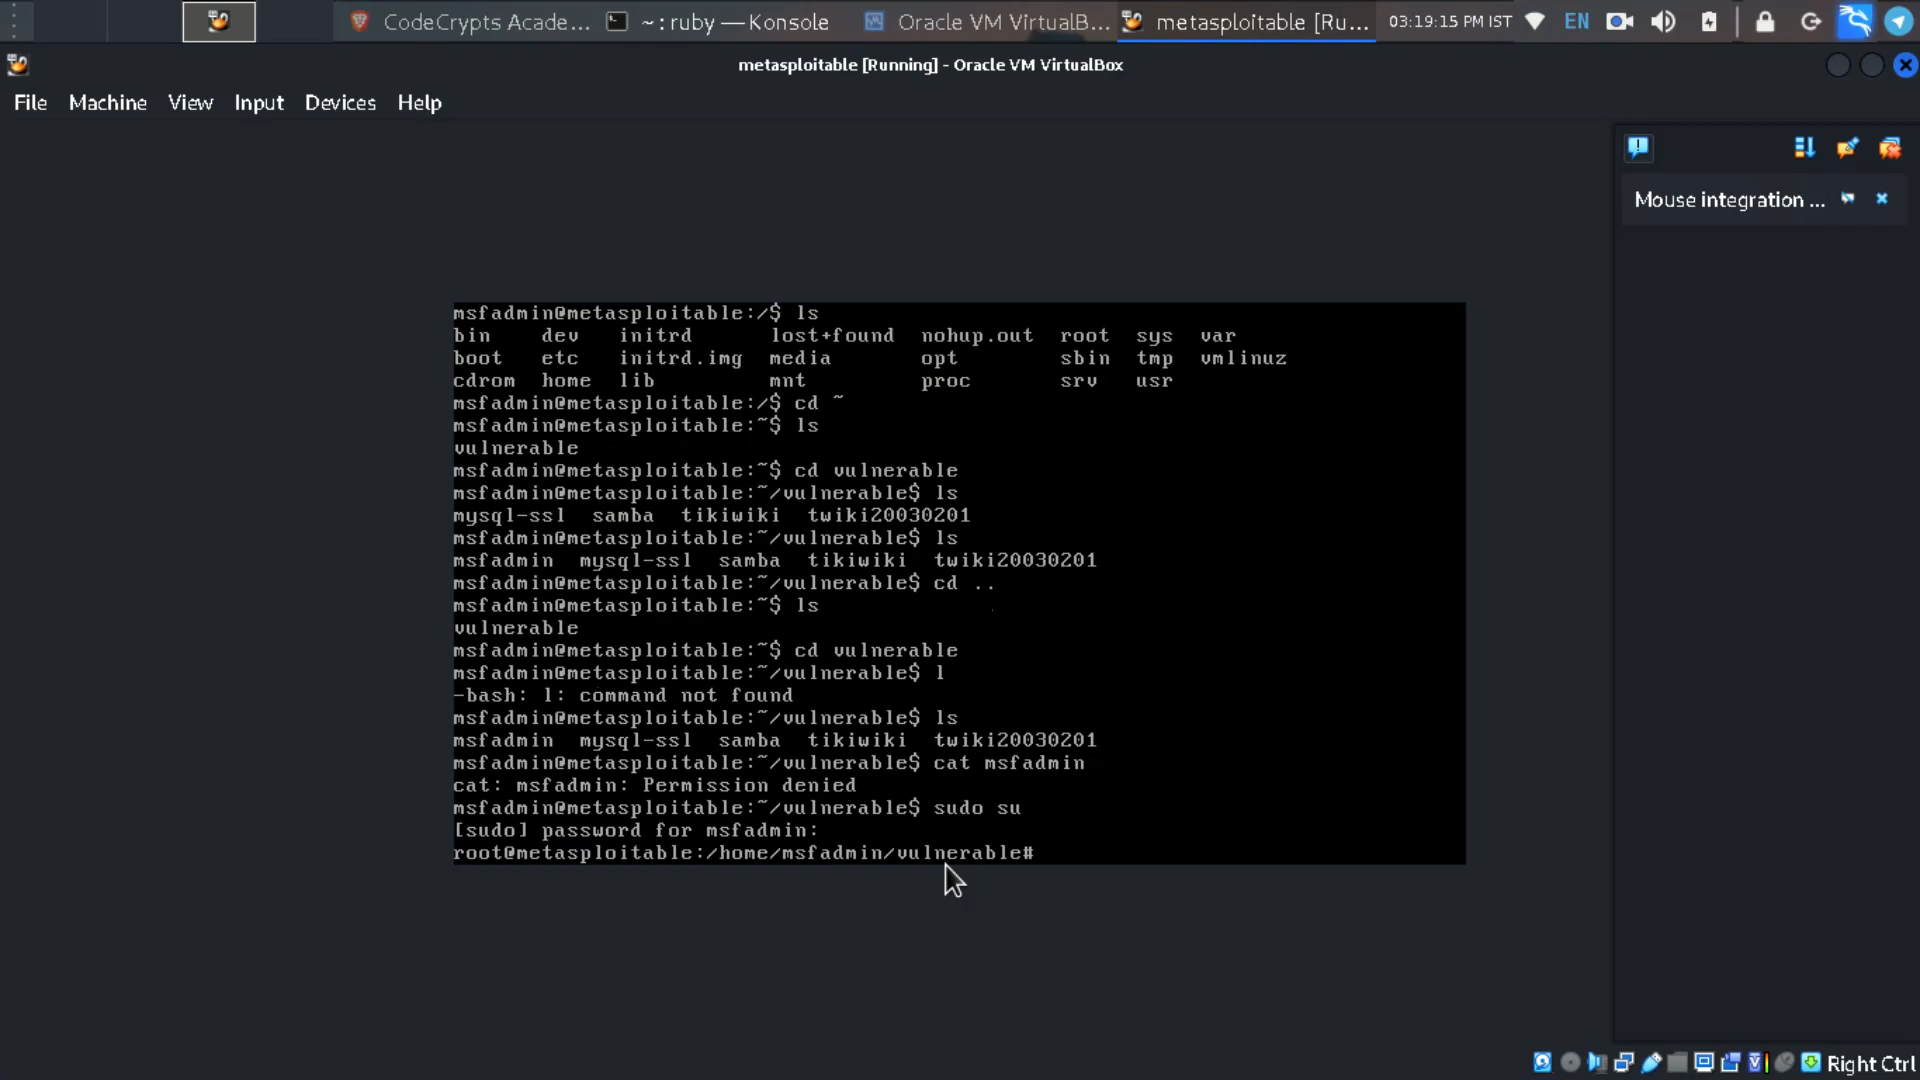 CodeCrypts Acade...
~ : ruby — Konsole
Oracle VM VirtualB...
metasploitable [Ru...
03:19:15 PM IST
EN
metasploitable [Running] - Oracle VM VirtualBox
File Machine View Input Devices Help
Mouse integration ...
msfadmin@metasploitable:/$ ls
bin dev initrd lost+found nohup.out root sys var
boot etc initrd.img media opt sbin tmp vmlinuz
cdrom home lib mnt proc srv usr
msfadmin@metasploitable:/$ cd ~
msfadmin@metasploitable:~$ ls
vulnerable
msfadmin@metasploitable:~$ cd vulnerable
msfadmin@metasploitable:~/vulnerable$ ls
mysql-ssl samba tikiwiki twiki20030201
msfadmin@metasploitable:~/vulnerable$ ls
msfadmin mysql-ssl samba tikiwiki twiki20030201
msfadmin@metasploitable:~/vulnerable$ cd ..
msfadmin@metasploitable:~$ ls
vulnerable
msfadmin@metasploitable:~$ cd vulnerable
msfadmin@metasploitable:~/vulnerable$ l
-bash: l: command not found
msfadmin@metasploitable:~/vulnerable$ ls
msfadmin mysql-ssl samba tikiwiki twiki20030201
msfadmin@metasploitable:~/vulnerable$ cat msfadmin
cat: msfadmin: Permission denied
msfadmin@metasploitable:~/vulnerable$ sudo su
[sudo] password for msfadmin:
root@metasploitable:/home/msfadmin/vulnerable#
Right Ctrl